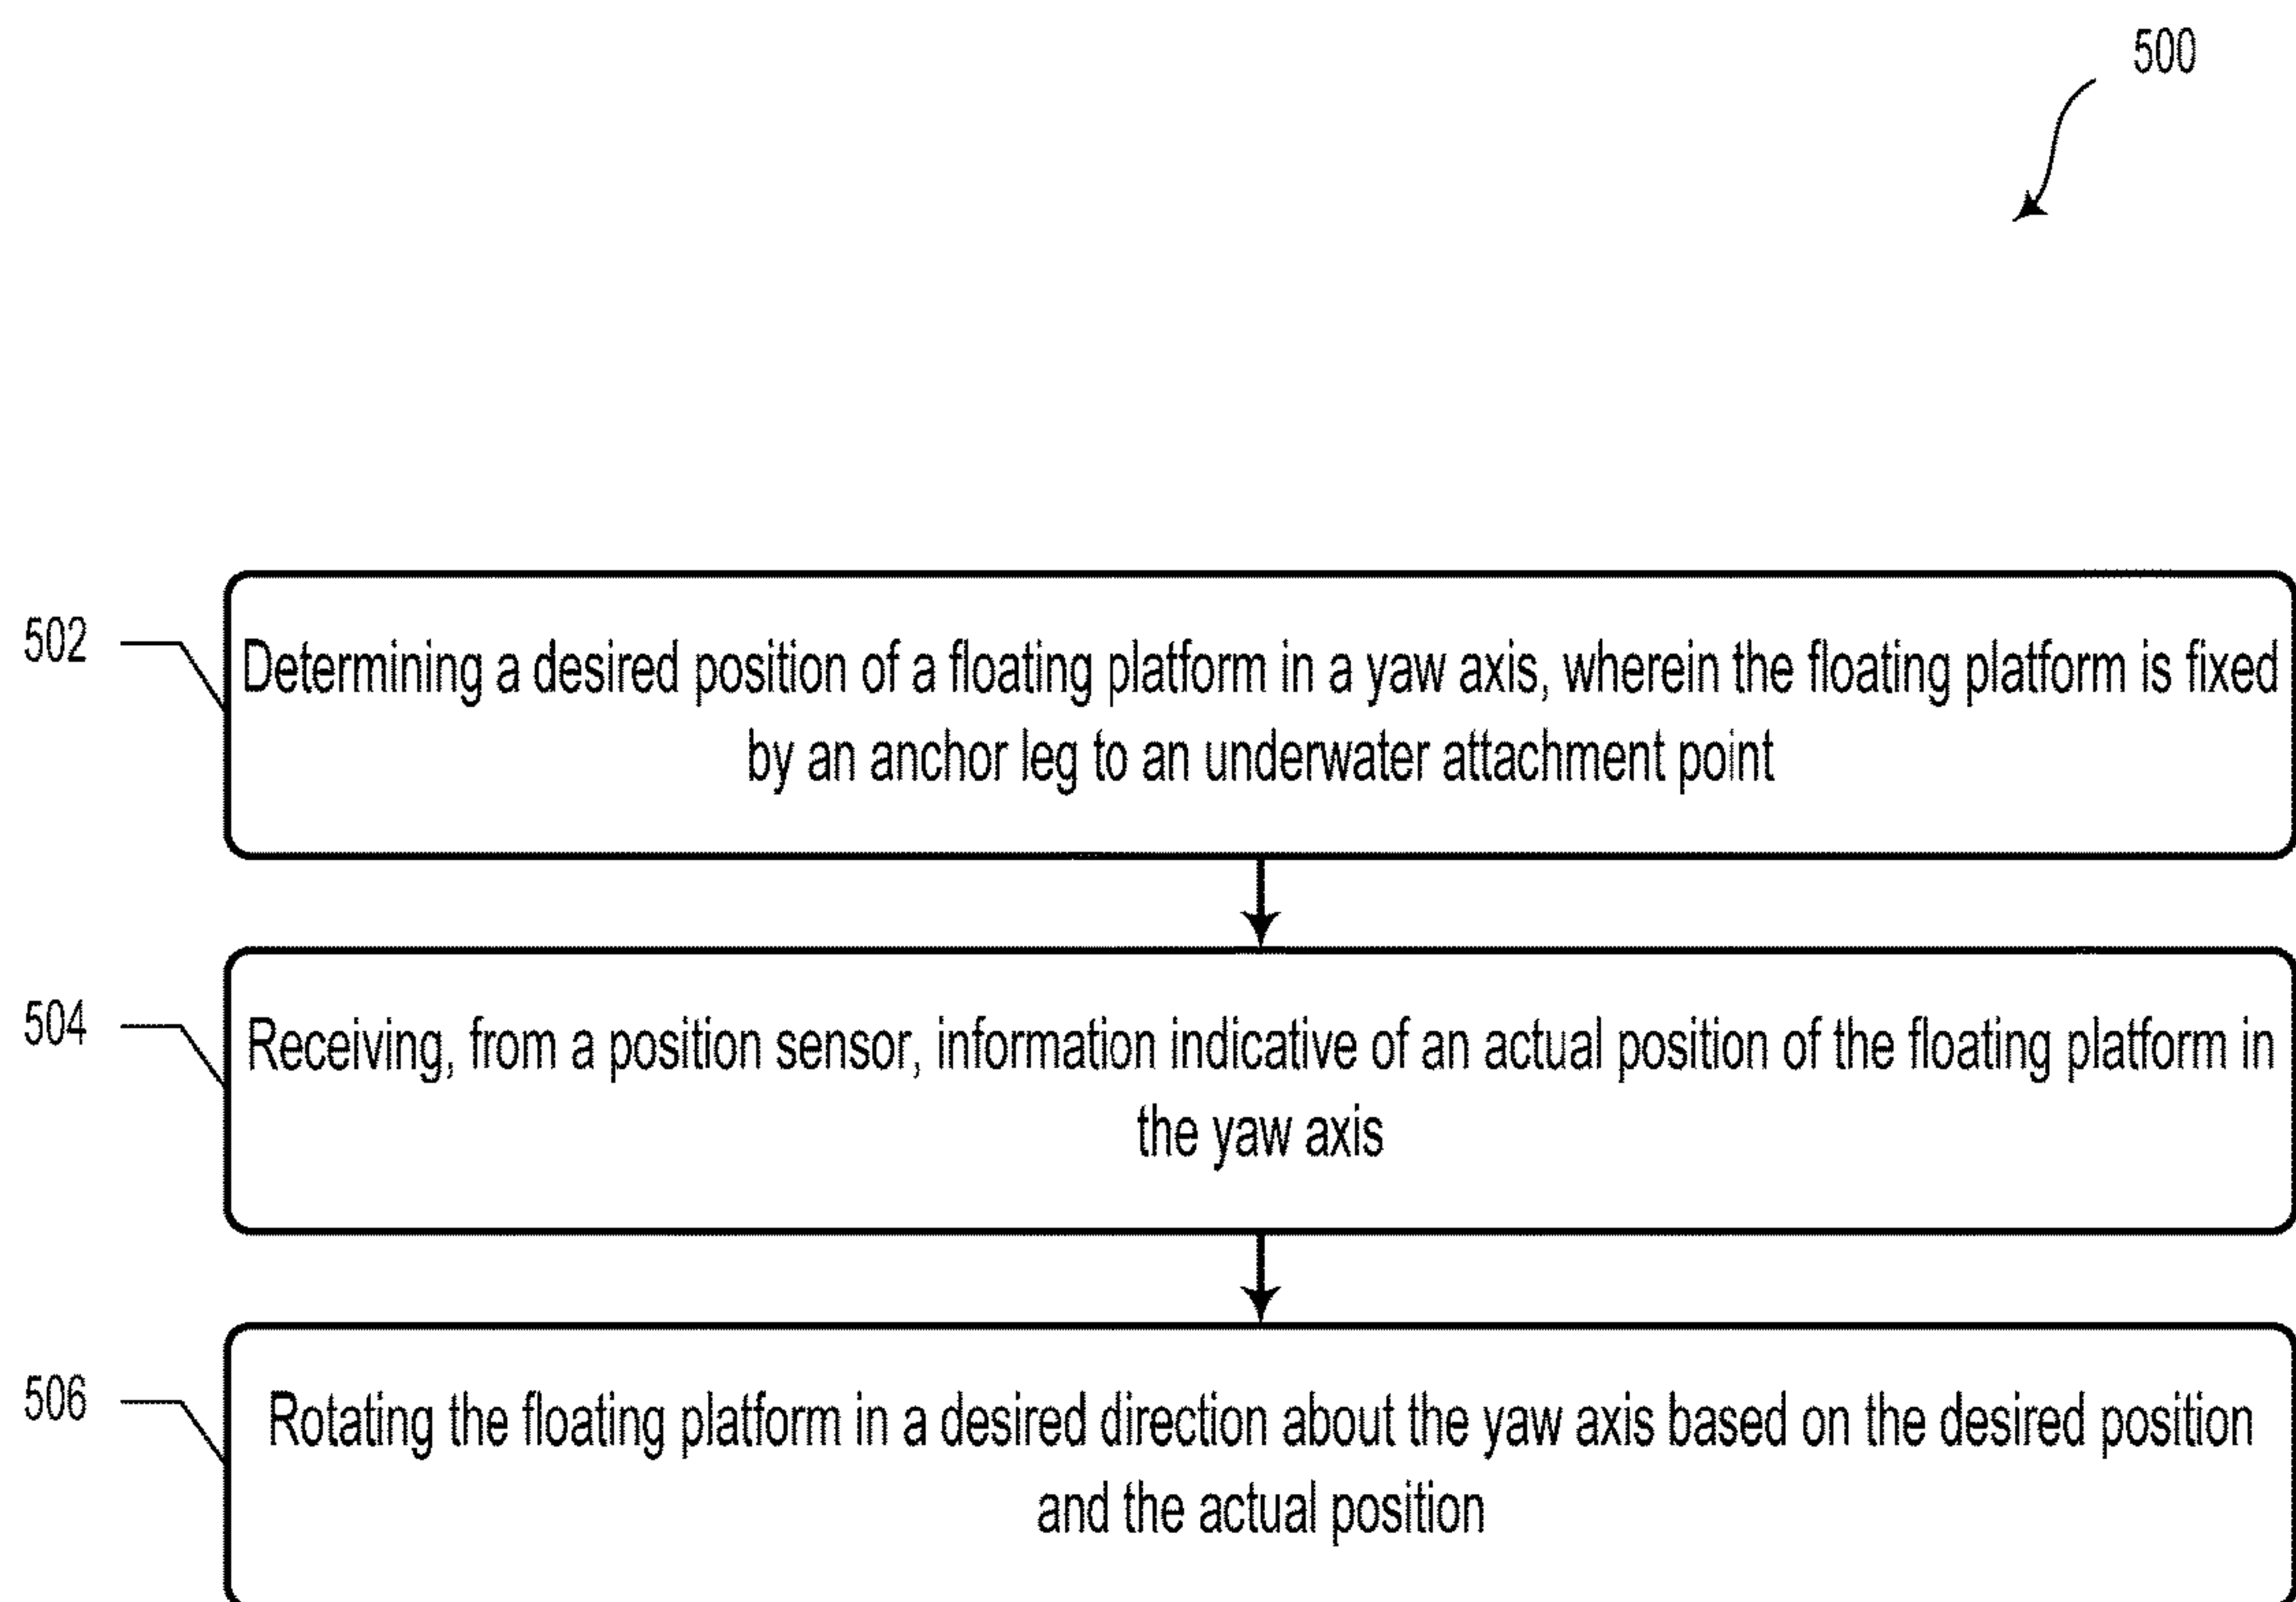 500
502
Determining a desired position of a floating platform in a yaw axis, wherein the floating platform is fixed
by an anchor leg to an underwater attachment point
504
Receiving, from a position sensor, information indicative of an actual position of the floating platform in
the yaw axis
506
Rotating the floating platform in a desired direction about the yaw axis based on the desired position
and the actual position